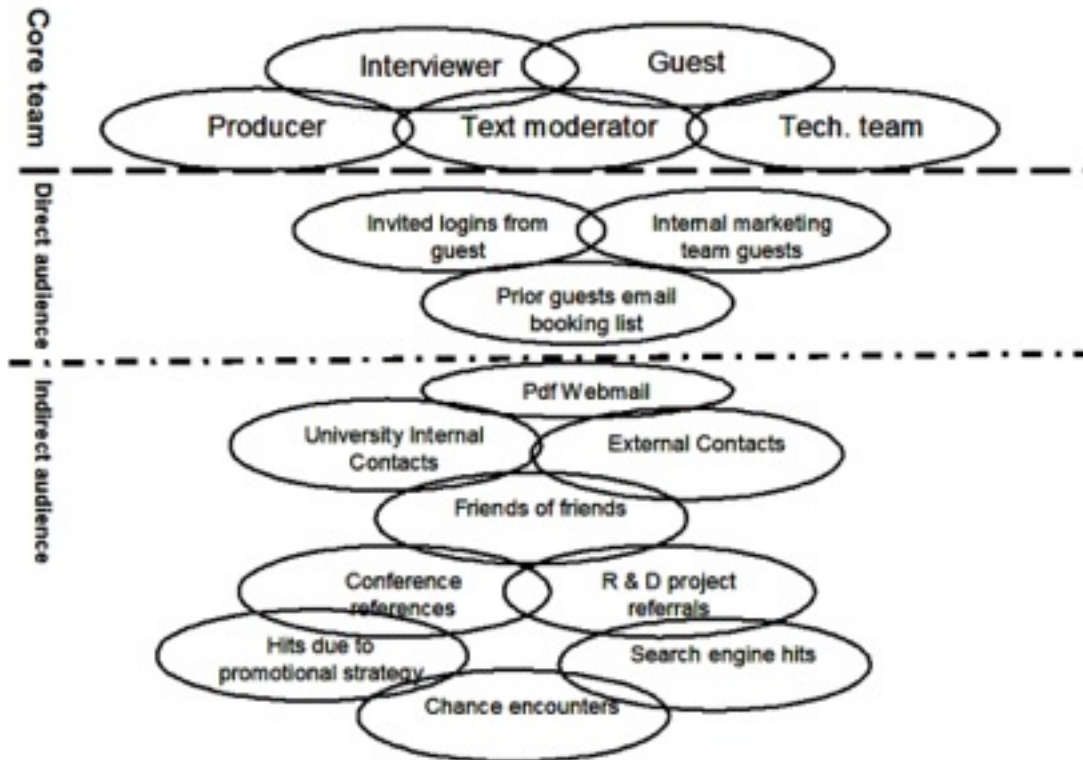 Core team
Interviewer
Guest
Producer
Text moderator
Tech. team
Direct audience
Invited logins from
guest
Internal marketing
team guests
Prior guests email
booking list
Indirect audience
Pdf Webmail
University Internal
Contacts
External Contacts
Friends of friends
Conference
references
R & D project
referrals
Hits due to
promotional strategy
Search engine hits
Chance encounters